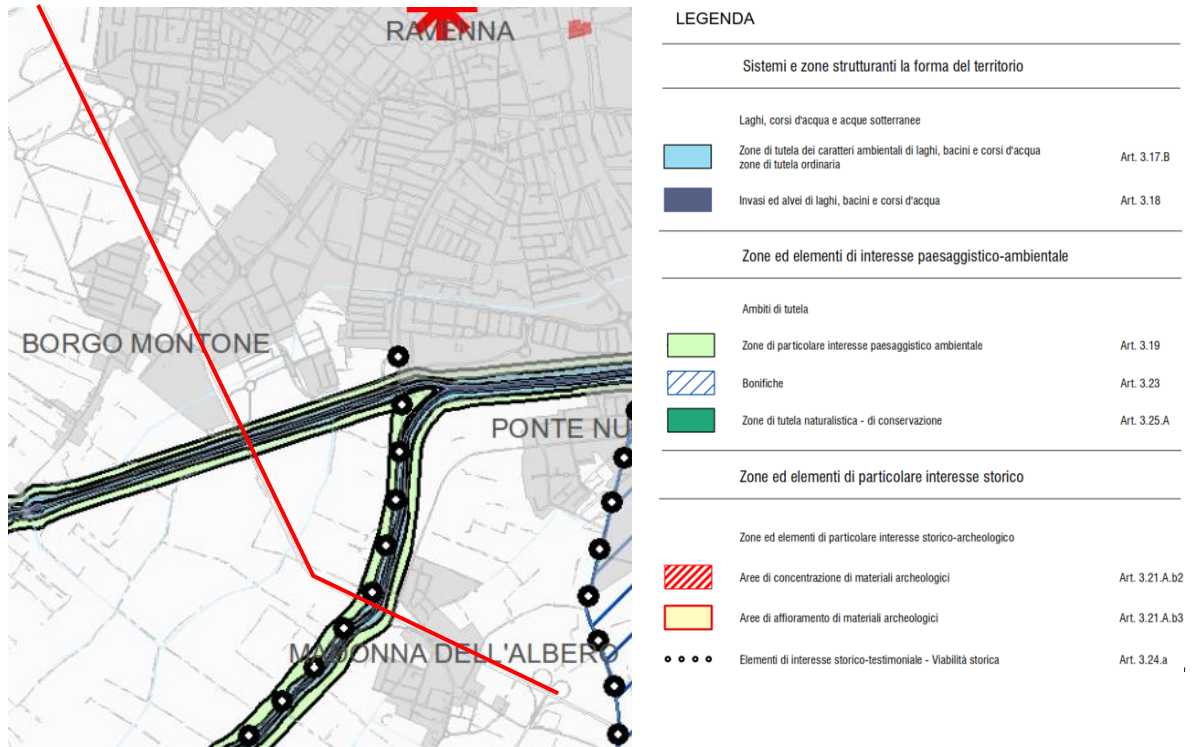 RAVENNA
BORGO MONTONE
PONTE NU
MADONNA DELL'ALBERO
LEGENDA
Sistemi e zone strutturanti la forma del territorio
Laghi, corsi d'acqua e acque sotterranee
Zone di tutela dei caratteri ambientali di laghi, bacini e corsi d'acqua
zone di tutela ordinaria Art. 3.17.B
Invasi ed alvei di laghi, bacini e corsi d'acqua Art. 3.18
Zone ed elementi di interesse paesaggistico-ambientale
Ambiti di tutela
Zone di particolare interesse paesaggistico ambientale Art. 3.19
Bonifiche Art. 3.23
Zone di tutela naturalistica - di conservazione Art. 3.25.A
Zone ed elementi di particolare interesse storico
Zone ed elementi di particolare interesse storico-archeologico
Aree di concentrazione di materiali archeologici Art. 3.21.A.b2
Aree di affioramento di materiali archeologici Art. 3.21.A.b3
Elementi di interesse storico-testimoniale - Viabilità storica Art. 3.24.a